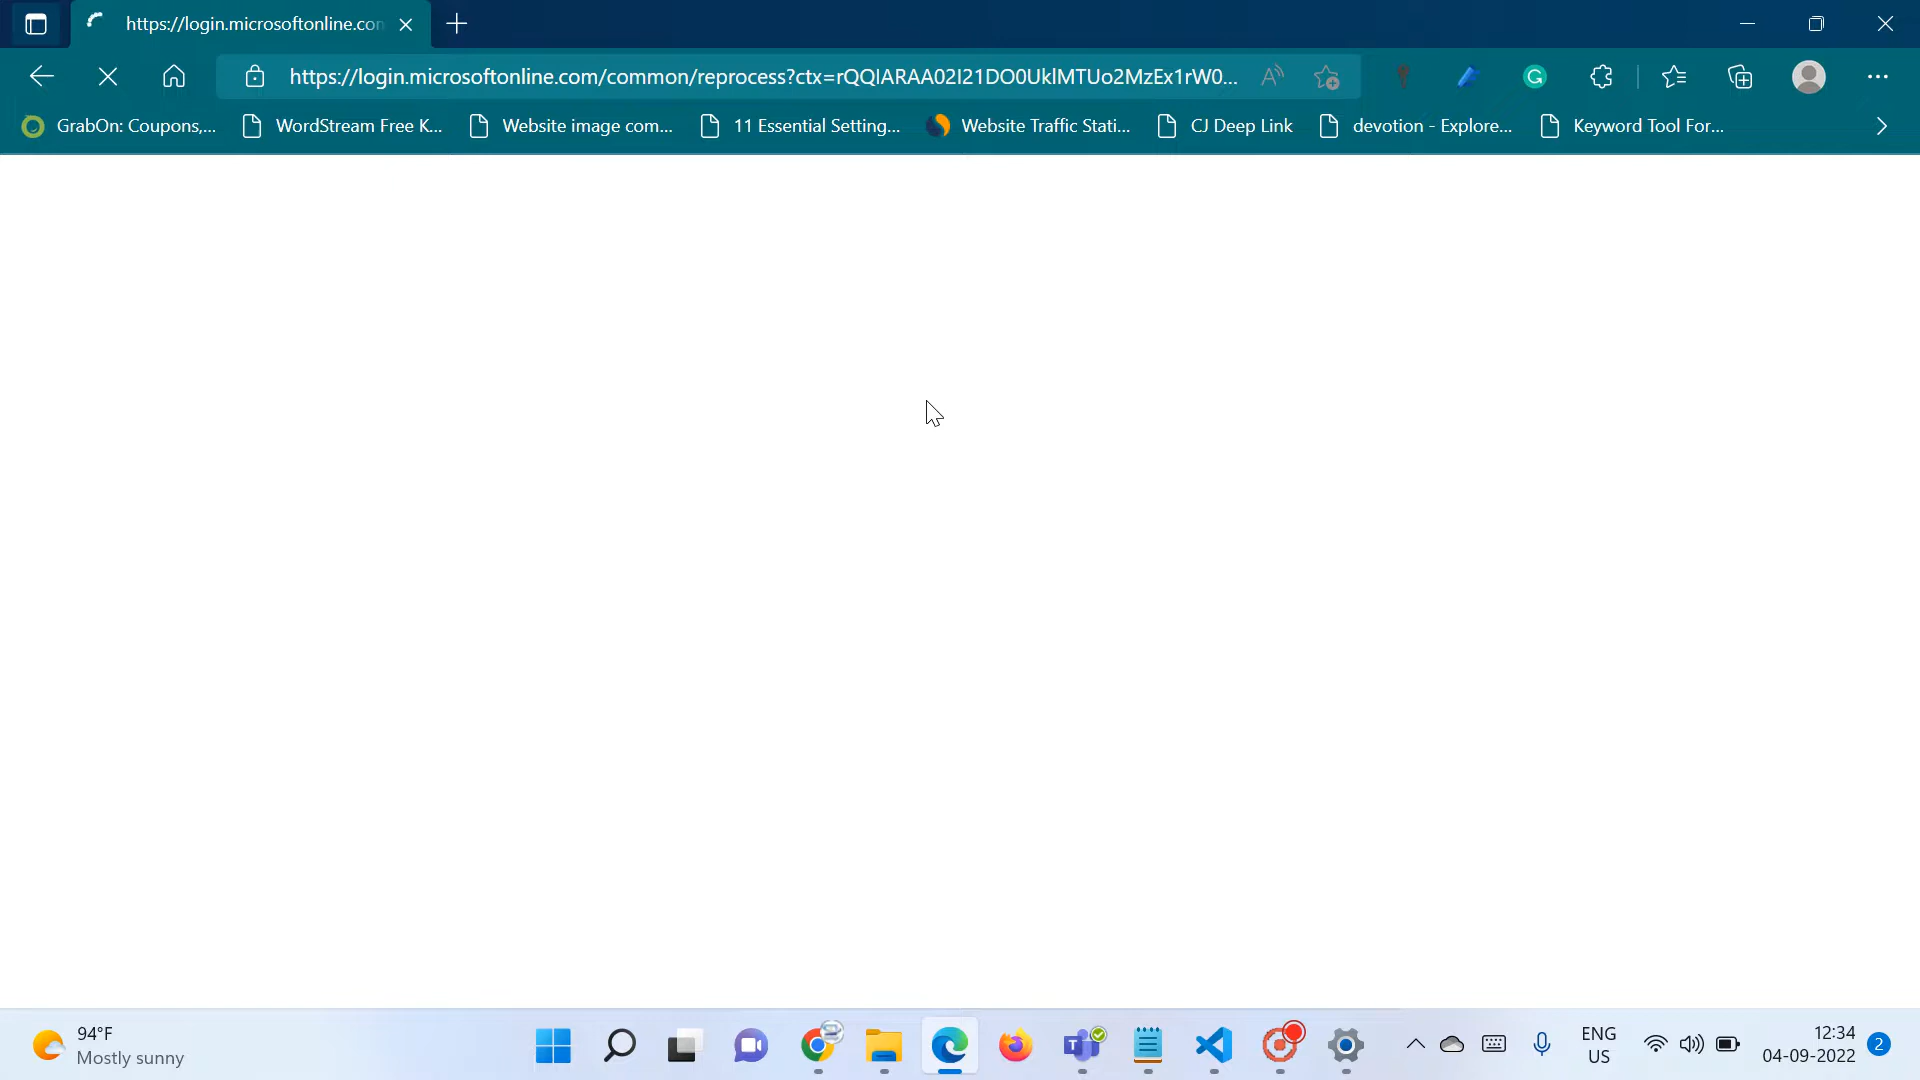 https://login.microsoftonline.con
https://login.microsoftonline.com/common/reprocess?ctx=rQQIARAA02I21DO0UklMTUo2MzEx1rW0...
GrabOn: Coupons,...
WordStream Free K...
Website image com...
11 Essential Setting...
Website Traffic Stati...
CJ Deep Link
devotion - Explore...
Keyword Tool For...
94°F
Mostly sunny
ENG
US
12:34
04-09-2022
2